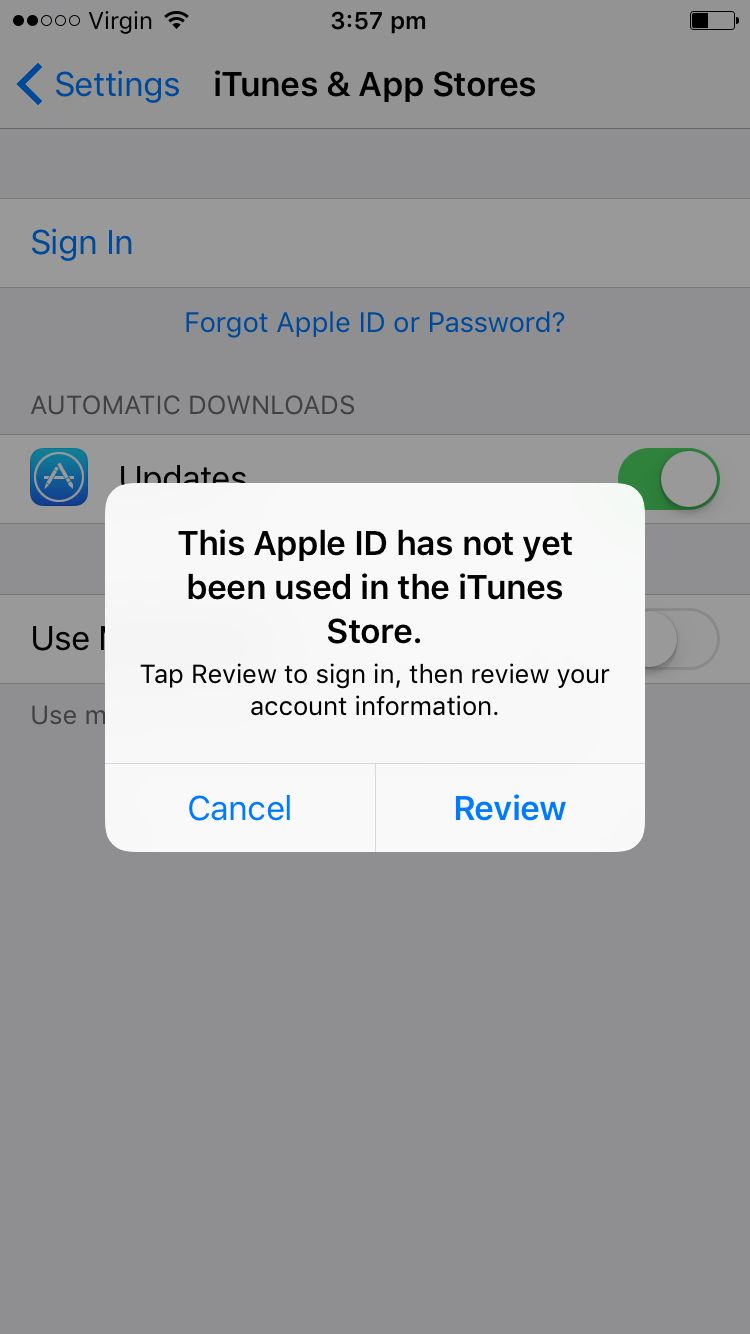 Virgin 3:57 pm
Settings iTunes & App Stores
Sign In
Forgot Apple ID or Password?
AUTOMATIC DOWNLOADS
Updates
This Apple ID has not yet
been used in the iTunes
Store.
Tap Review to sign in, then review your
account information.
Use
Use
Cancel Review